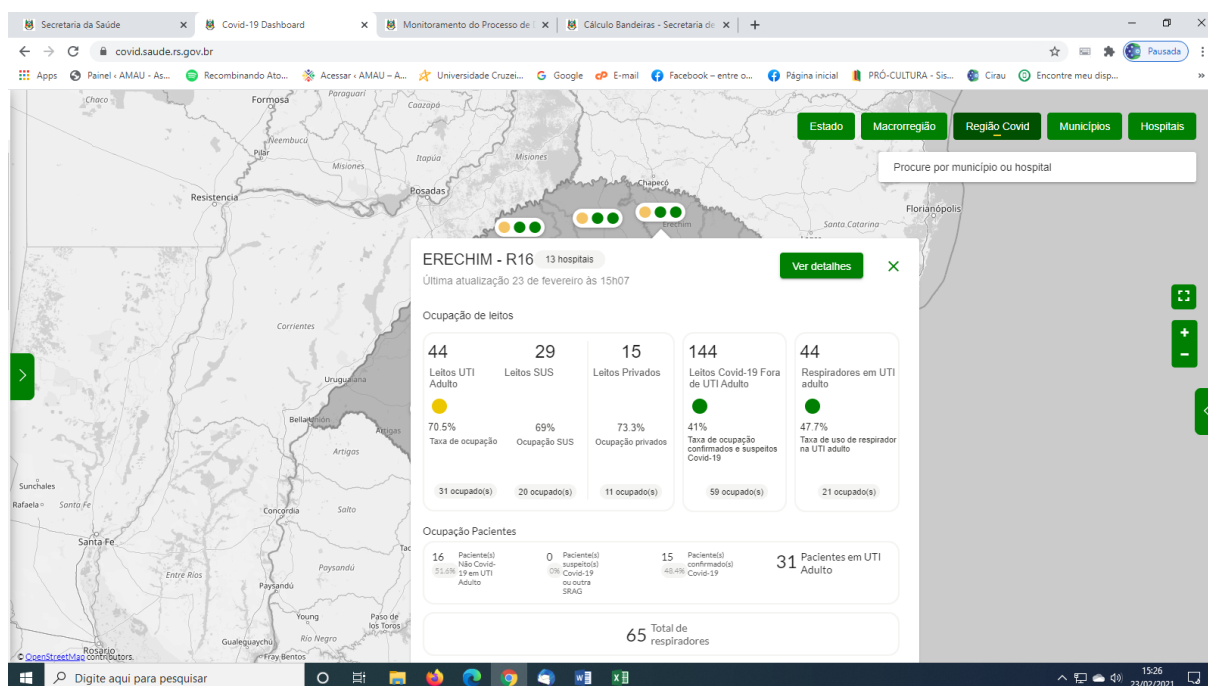 Secretaria da Saúde
Covid-19 Dashboard
Monitoramento do Processo de
Cálculo Bandeiras - Secretaria de
covid.saude.rs.gov.br
Pausada
Apps
Painel ‹ AMAU - As...
Recombinando Ato...
Acessar ‹ AMAU – A...
Universidade Cruzei...
Google
E-mail
Facebook – entre o...
Página inicial
PRÓ-CULTURA - Sis...
Cirau
Encontre meu disp...
Estado
Macrorregião
Região Covid
Municípios
Hospitais
Procure por município ou hospital
Chaco
Formosa
Paraguarí
Caazapá
Ñeembucú
Pilar
Misiones
Itapúa
Misiones
Resistencia
Posadas
Chapecó
Erechim
Santa Catarina
Florianópolis
Corrientes
Uruguaiana
Bella Unión
Artigas
Artigas
Sunchales
Rafaela
Santa Fe
Concordia
Salto
Santa Fe
Entre Ríos
Paysandú
Paysandú
Young
Paso de
los Toros
Gualeguaychú
Río Negro
Fray Bentos
Rosario
© OpenStreetMap contributors.
ERECHIM - R16
13 hospitais
Ver detalhes
Última atualização 23 de fevereiro às 15h07
Ocupação de leitos
44
Leitos UTI
Adulto
70.5%
Taxa de ocupação
31 ocupado(s)
29
Leitos SUS
69%
Ocupação SUS
20 ocupado(s)
15
Leitos Privados
73.3%
Ocupação privados
11 ocupado(s)
144
Leitos Covid-19 Fora
de UTI Adulto
41%
Taxa de ocupação
confirmados e suspeitos
Covid-19
59 ocupado(s)
44
Respiradores em UTI
adulto
47.7%
Taxa de uso de respirador
na UTI adulto
21 ocupado(s)
Ocupação Pacientes
16
51,6%
Paciente(s)
Não Covid-
19 em UTI
Adulto
0
0%
Paciente(s)
suspeito(s)
Covid-19
ou outra
SRAG
15
48,4%
Paciente(s)
confirmado(s)
Covid-19
31
Pacientes em UTI
Adulto
65
Total de
respiradores
Digite aqui para pesquisar
15:26
23/02/2021